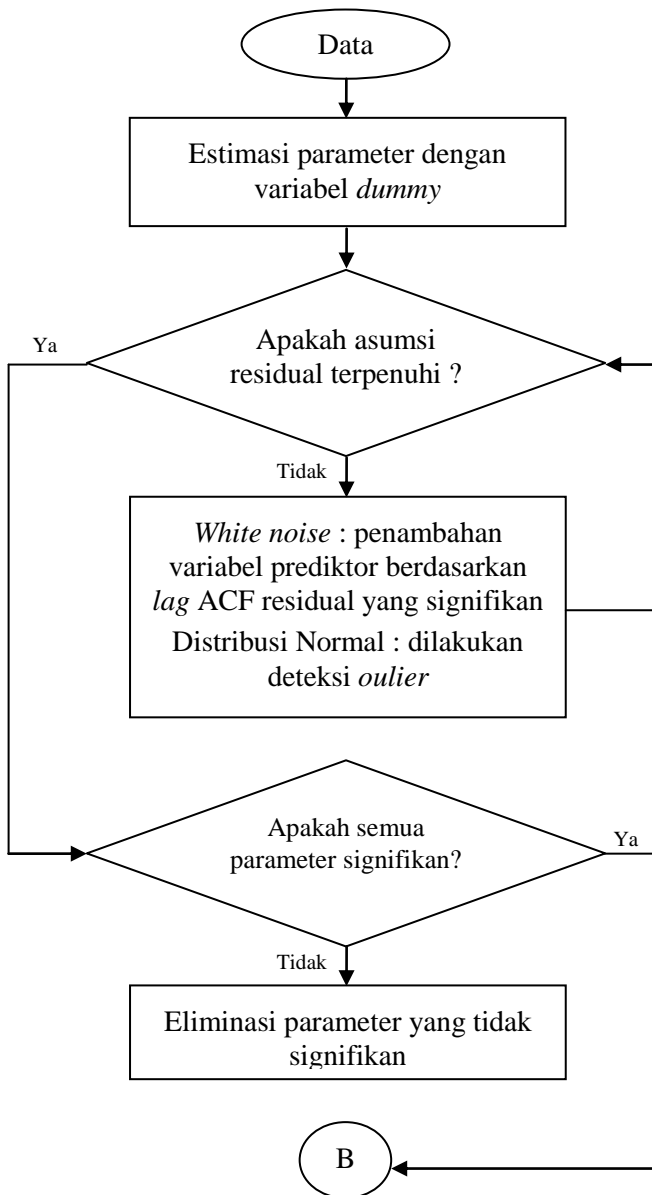 Data
Estimasi parameter dengan
variabel dummy
Apakah asumsi
residual terpenuhi ?
Ya
Tidak
White noise : penambahan
variabel prediktor berdasarkan
lag ACF residual yang signifikan
Distribusi Normal : dilakukan
deteksi oulier
Apakah semua
parameter signifikan?
Ya
Tidak
Eliminasi parameter yang tidak
signifikan
B